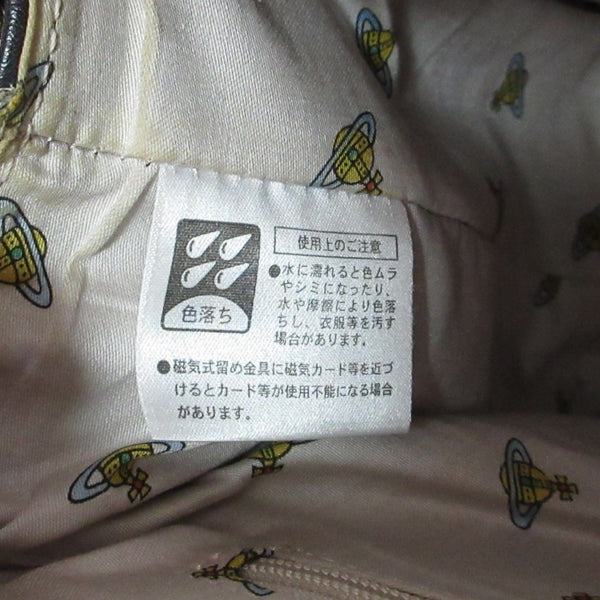 色落ち
使用上のご注意
●水に濡れると色ムラ
やシミになったり、
水や摩擦により色落
ちし、衣服等を汚す
場合があります。
●磁気式留め金具に磁気カード等を近づ
けるとカード等が使用不能になる場合
があります。